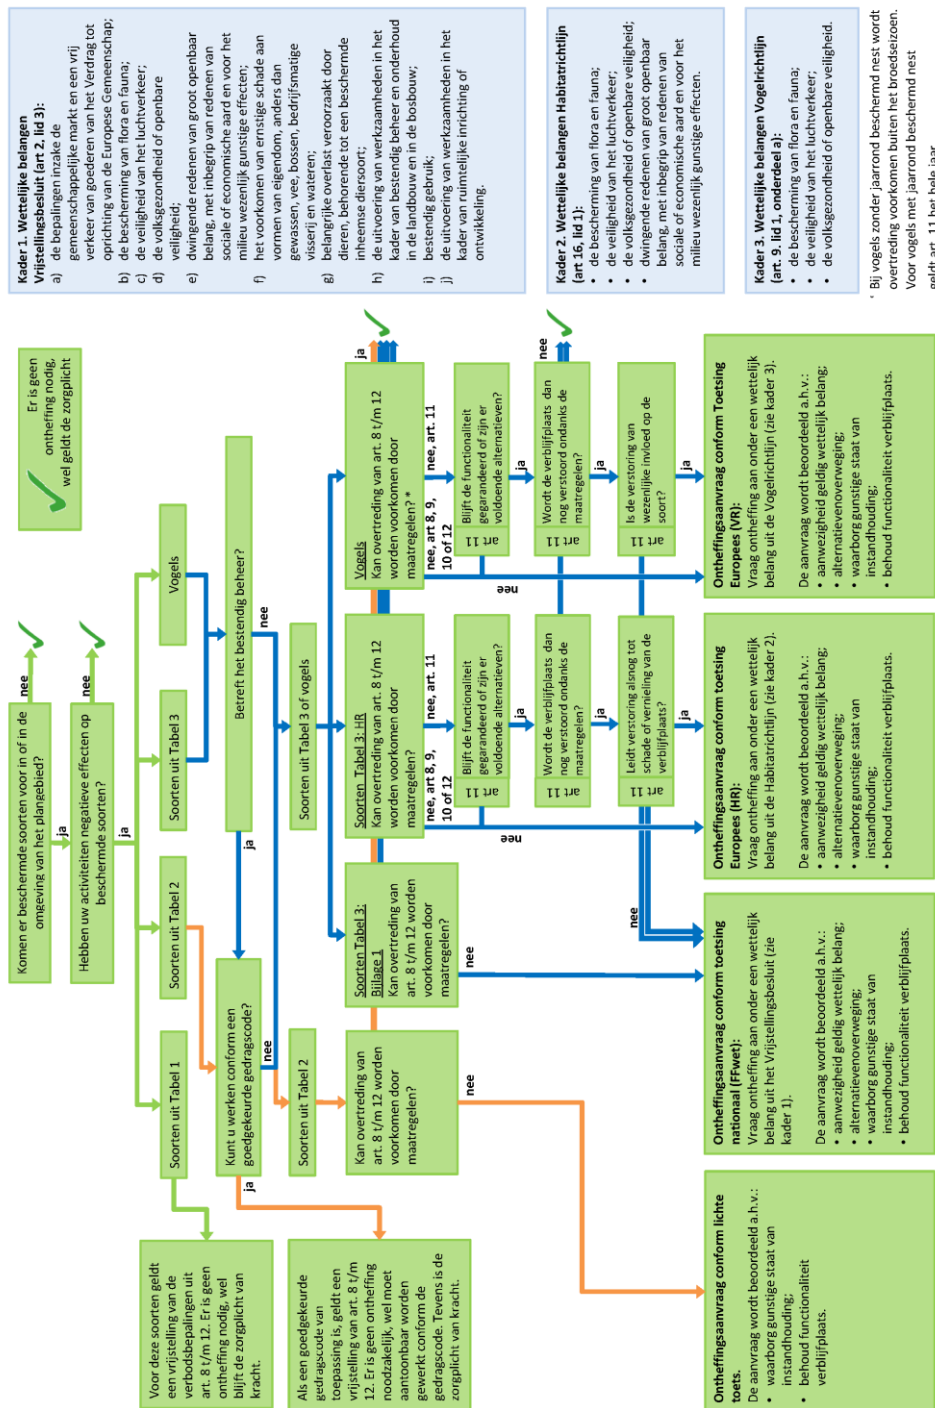 Komen er beschermde soorten voor in of in de
omgeving van het plangebied?
nee
ja
Er is geen
ontheffing nodig,
wel geldt de zorgplicht
Hebben uw activiteiten negatieve effecten op
beschermde soorten?
nee
ja
Soorten uit Tabel 1
Soorten uit Tabel 2
Soorten uit Tabel 3
Vogels
Voor deze soorten geldt
een vrijstelling van de
verbodsbepalingen uit
art. 8 t/m 12. Er is geen
ontheffing nodig, wel
blijft de zorgplicht van
kracht.
Kunt u werken conform een
goedgekeurde gedragscode?
ja
nee
Betreft het bestendig beheer?
ja
nee
Als een goedgekeurde
gedragscode van
toepassing is, geldt een
vrijstelling van art. 8 t/m
12. Er is geen ontheffing
noodzakelijk, wel moet
aantoonbaar worden
gewerkt conform de
gedragscode. Tevens is de
zorgplicht van kracht.
Soorten uit Tabel 2
Soorten uit Tabel 3 of vogels
Kan overtreding van
art. 8 t/m 12 worden
voorkomen door
maatregelen?
nee
Soorten Tabel 3:
Bijlage 1
Kan overtreding van
art. 8 t/m 12 worden
voorkomen door
maatregelen?
nee
Soorten Tabel 3: HR
Kan overtreding van art. 8 t/m 12
worden voorkomen door
maatregelen?
nee, art 8, 9,
10 of 12
nee, art. 11
Vogels
Kan overtreding van art. 8 t/m 12
worden voorkomen door
maatregelen? *
ja
nee, art 8, 9,
10 of 12
nee, art. 11
art 11
Blijft de functionaliteit
gegarandeerd of zijn er
voldoende alternatieven?
nee
ja
art 11
Blijft de functionaliteit
gegarandeerd of zijn er
voldoende alternatieven?
nee
ja
art 11
Wordt de verblijfplaats dan
nog verstoord ondanks de
maatregelen?
ja
art 11
Wordt de verblijfplaats dan
nog verstoord ondanks de
maatregelen?
nee
ja
art 11
Leidt verstoring alsnog tot
schade of vernieling van de
verblijfplaats?
nee
ja
art 11
Is de verstoring van
wezenlijke invloed op de
soort?
ja
Ontheffingsaanvraag conform lichte
toets.
De aanvraag wordt beoordeeld a.h.v.:
• waarborg gunstige staat van
instandhouding;
• behoud functionaliteit
verblijfplaats.
Ontheffingsaanvraag conform toetsing
nationaal (FFwet):
Vraag ontheffing aan onder een wettelijk
belang uit het Vrijstellingsbesluit (zie
kader 1).
De aanvraag wordt beoordeeld a.h.v.:
• aanwezigheid geldig wettelijk belang;
• alternatievenoverweging;
• waarborg gunstige staat van
instandhouding;
• behoud functionaliteit verblijfplaats.
Ontheffingsaanvraag conform toetsing
Europees (HR):
Vraag ontheffing aan onder een wettelijk
belang uit de Habitatrichtlijn (zie kader 2).
De aanvraag wordt beoordeeld a.h.v.:
• aanwezigheid geldig wettelijk belang;
• alternatievenoverweging;
• waarborg gunstige staat van
instandhouding;
• behoud functionaliteit verblijfplaats.
Ontheffingsaanvraag conform Toetsing
Europees (VR):
Vraag ontheffing aan onder een wettelijk
belang uit de Vogelrichtlijn (zie kader 3).
De aanvraag wordt beoordeeld a.h.v.:
• aanwezigheid geldig wettelijk belang;
• alternatievenoverweging;
• waarborg gunstige staat van
instandhouding;
• behoud functionaliteit verblijfplaats.
Kader 1. Wettelijke belangen
Vrijstellingsbesluit (art 2, lid 3):
a) de bepalingen inzake de
gemeenschappelijke markt en een vrij
verkeer van goederen van het Verdrag tot
oprichting van de Europese Gemeenschap;
b) de bescherming van flora en fauna;
c) de veiligheid van het luchtverkeer;
d) de volksgezondheid of openbare
veiligheid;
e) dwingende redenen van groot openbaar
belang, met inbegrip van redenen van
sociale of economische aard en voor het
milieu wezenlijk gunstige effecten;
f) het voorkomen van ernstige schade aan
vormen van eigendom, anders dan
gewassen, vee, bossen, bedrijfsmatige
visserij en wateren;
g) belangrijke overlast veroorzaakt door
dieren, behorende tot een beschermde
inheemse diersoort;
h) de uitvoering van werkzaamheden in het
kader van bestendig beheer en onderhoud
in de landbouw en in de bosbouw;
i) bestendig gebruik;
j) de uitvoering van werkzaamheden in het
kader van ruimtelijke inrichting of
ontwikkeling.
Kader 2. Wettelijke belangen Habitatrichtlijn
(art 16, lid 1):
• de bescherming van flora en fauna;
• de veiligheid van het luchtverkeer;
• de volksgezondheid of openbare veiligheid;
• dwingende redenen van groot openbaar
belang, met inbegrip van redenen van
sociale of economische aard en voor het
milieu wezenlijk gunstige effecten.
Kader 3. Wettelijke belangen Vogelrichtlijn
(art. 9. lid 1, onderdeel a):
• de bescherming van flora en fauna;
• de veiligheid van het luchtverkeer;
• de volksgezondheid of openbare veiligheid.
* Bij vogels zonder jaarrond beschermd nest wordt
overtreding voorkomen buiten het broedseizoen.
Voor vogels met jaarrond beschermd nest
geldt art. 11 het hele jaar